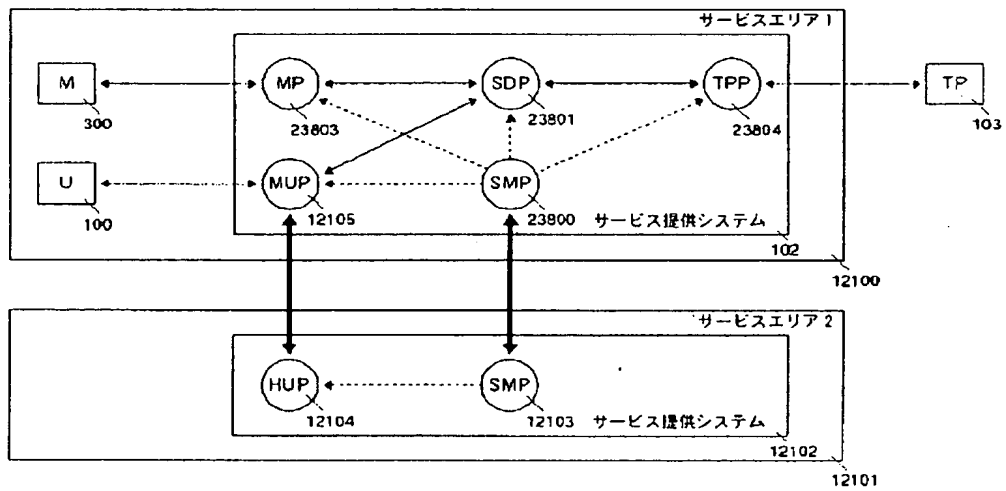 サービスエリア 1
M
300
MP
23803
SDP
23801
TPP
23804
TP
103
U
100
MUP
12105
SMP
23800
サービス提供システム
102
12100
サービスエリア 2
HUP
12104
SMP
12103
サービス提供システム
12102
12101